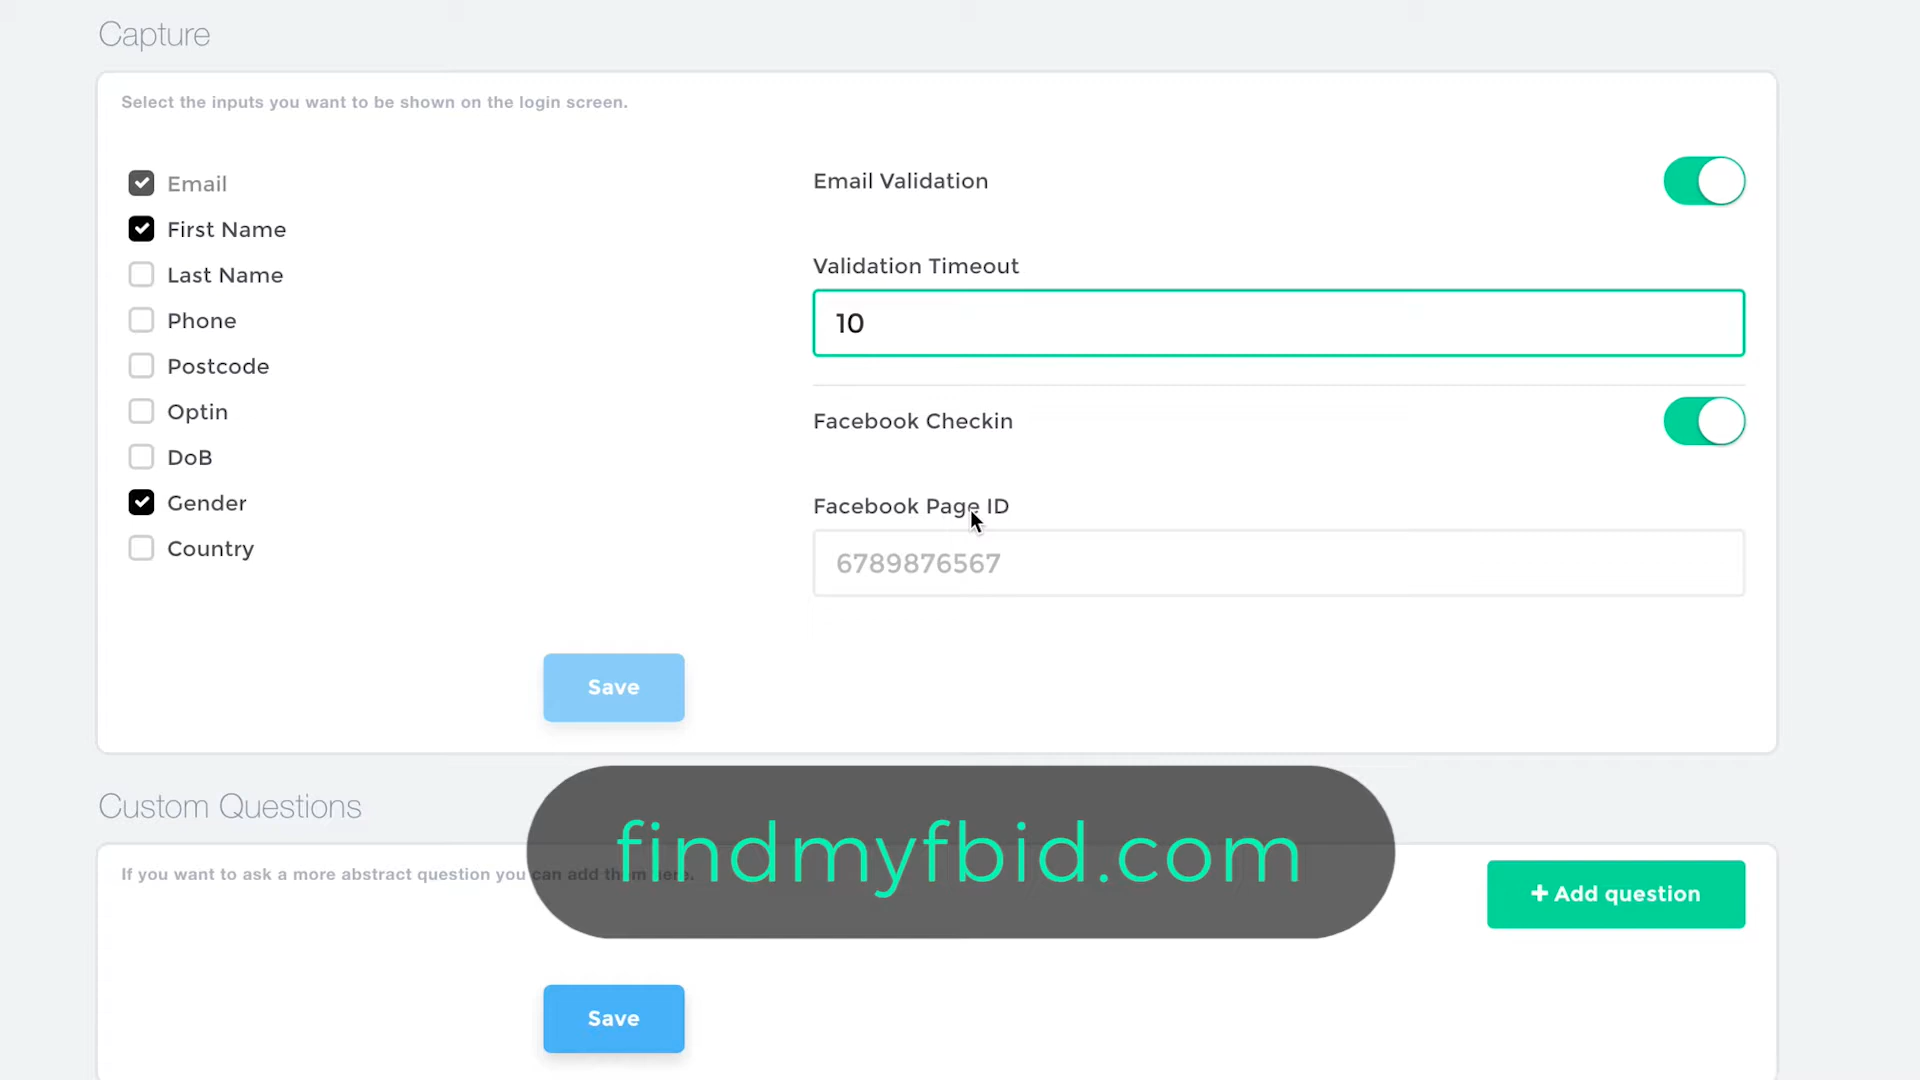 Capture
Select the inputs you want to be shown on the login screen.
Email
First Name
Last Name
Phone
Postcode
Optin
DoB
Gender
Country
Email Validation
Validation Timeout
10
Facebook Checkin
Facebook Page ID
6789876567
Save
Custom Questions
If you want to ask a more abstract question you can add them here.
findmyfbid.com
+ Add question
Save